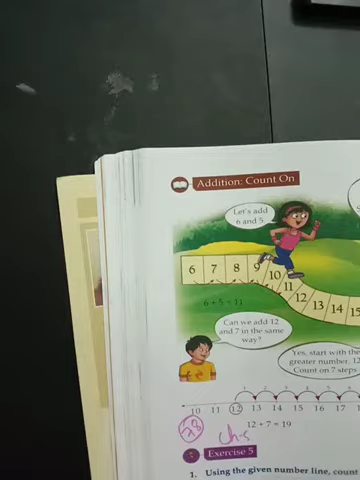 Addition: Count On
Let's add
6 and 5.
6 7 8 9 10 11 12 13 14 15
6 + 5 = 11
Can we add 12
and 7 in the same
way?
Yes, start with the
greater number, 12
Count on 7 steps
1 2 3 4 5
10 11 12 13 14 15 16 17
12 + 7 = 19
ch-5
Exercise 5
1. Using the given number line, count